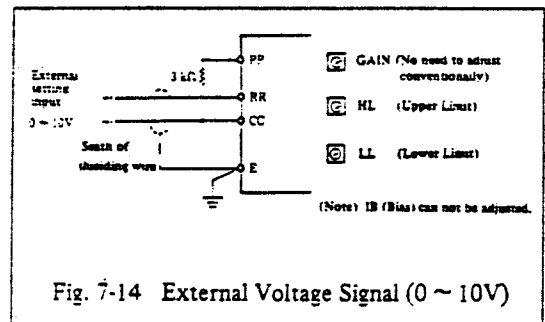 PP
GAIN (No need to adjust
conventionally)
External
setting
input
3 kΩ
RR
HL (Upper Limit)
0 ~ 10V
CC
Seath of
shielding wire
LL (Lower Limit)
E
(Note) IB (Bias) can not be adjusted.
Fig. 7-14 External Voltage Signal (0 ~ 10V)